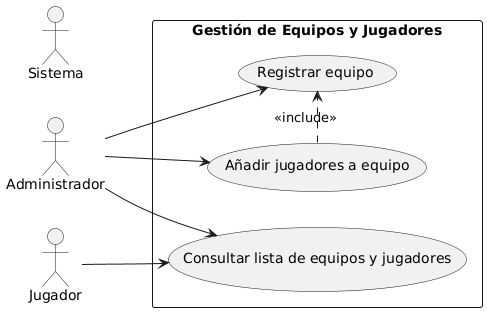 Gestión de Equipos y Jugadores
Sistema
Registrar equipo
«include»
Administrador
Añadir jugadores a equipo
Consultar lista de equipos y jugadores
Jugador